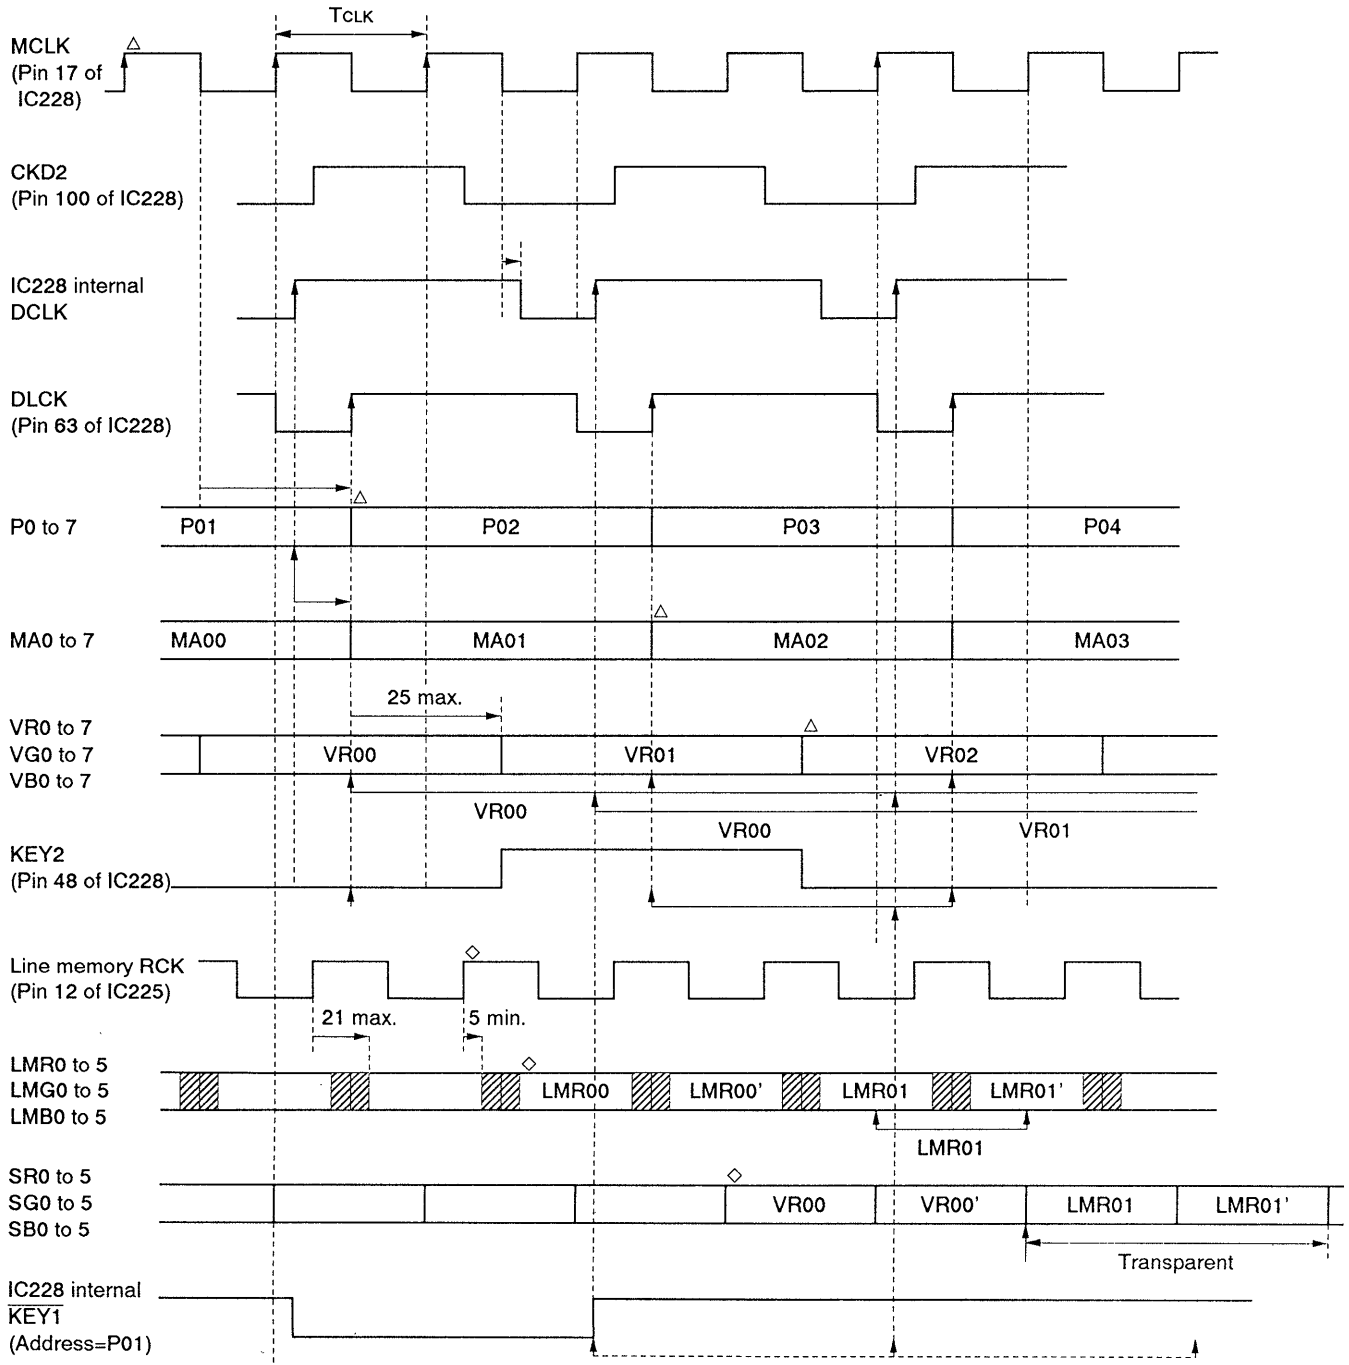 TCLK
MCLK
(Pin 17 of
IC228)
CKD2
(Pin 100 of IC228)
IC228 internal
DCLK
DLCK
(Pin 63 of IC228)
P0 to 7
P01 P02 P03 P04
MA0 to 7
MA00 MA01 MA02 MA03
25 max.
VR0 to 7
VG0 to 7
VB0 to 7
VR00 VR01 VR02
VR00
VR00 VR01
KEY2
(Pin 48 of IC228)
Line memory RCK
(Pin 12 of IC225)
21 max. 5 min.
LMR0 to 5
LMG0 to 5
LMB0 to 5
LMR00 LMR00' LMR01 LMR01'
LMR01
SR0 to 5
SG0 to 5
SB0 to 5
VR00 VR00' LMR01 LMR01'
Transparent
IC228 internal
KEY1
(Address=P01)